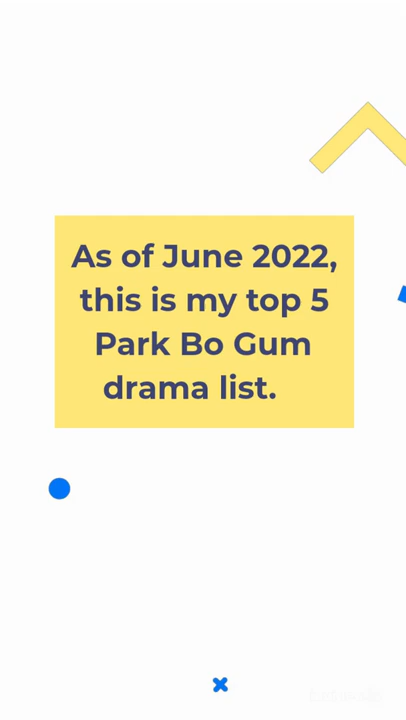 As of June 2022,
this is my top 5
Park Bo Gum
drama list.